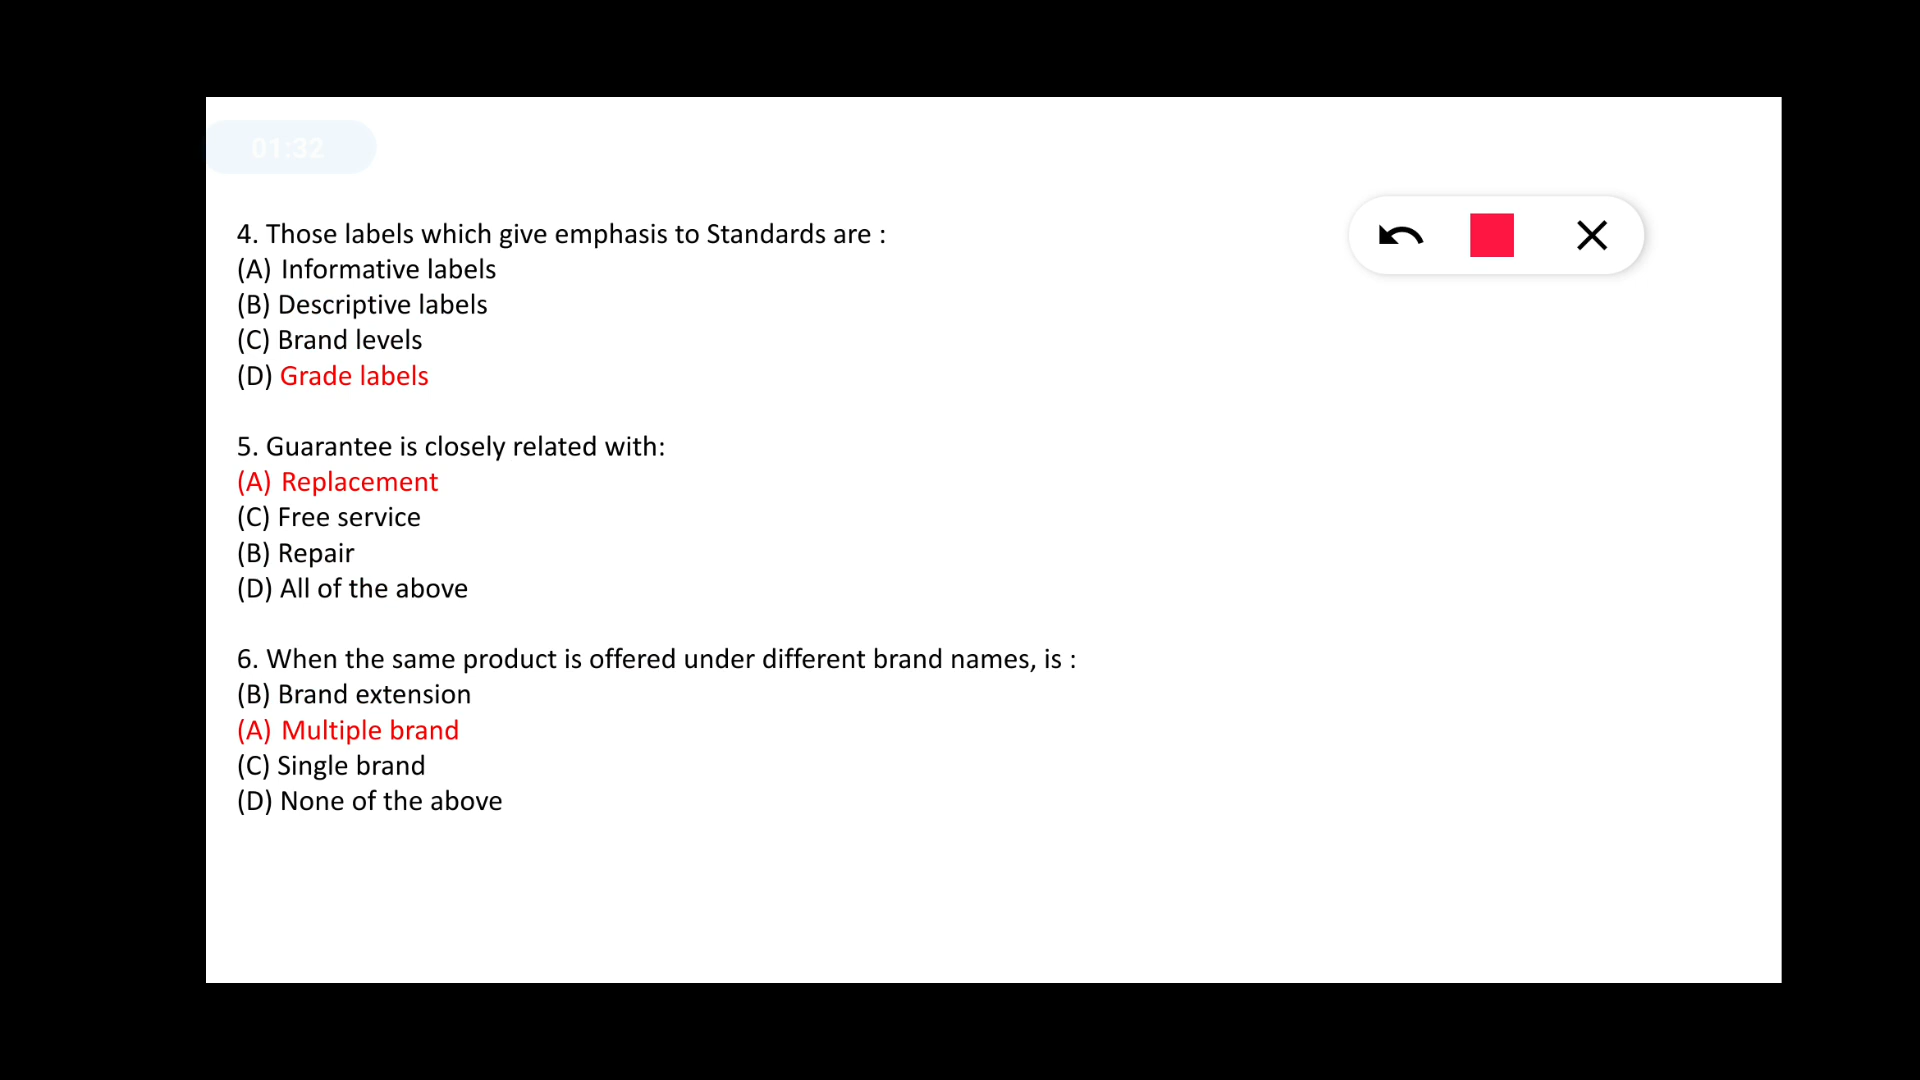 01:32
4. Those labels which give emphasis to Standards are :
(A) Informative labels
(B) Descriptive labels
(C) Brand levels
(D) Grade labels
5. Guarantee is closely related with:
(A) Replacement
(C) Free service
(B) Repair
(D) All of the above
6. When the same product is offered under different brand names, is :
(B) Brand extension
(A) Multiple brand
(C) Single brand
(D) None of the above